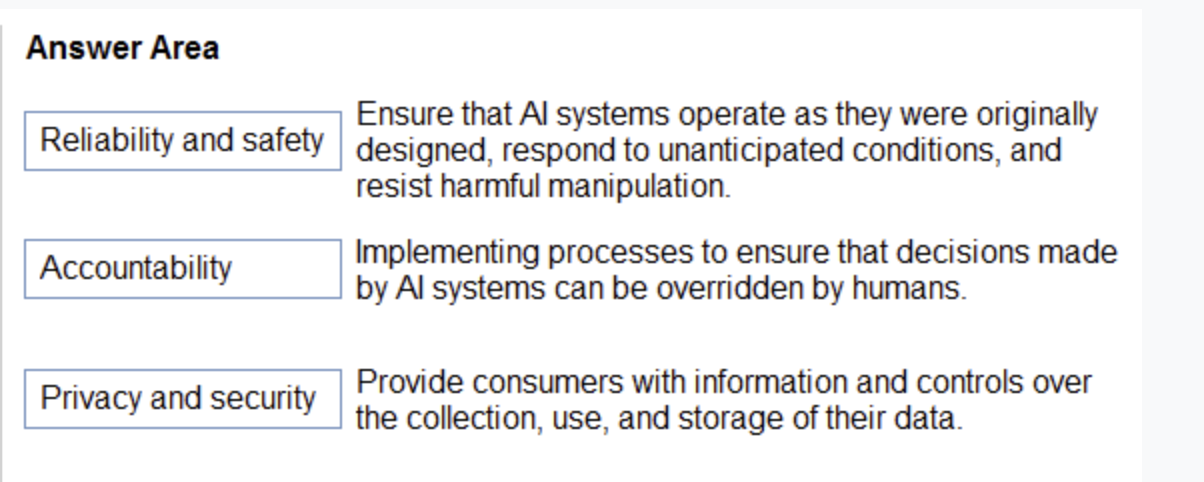 Answer Area
Reliability and safety
Ensure that AI systems operate as they were originally
designed, respond to unanticipated conditions, and
resist harmful manipulation.
Accountability
Implementing processes to ensure that decisions made
by AI systems can be overridden by humans.
Privacy and security
Provide consumers with information and controls over
the collection, use, and storage of their data.